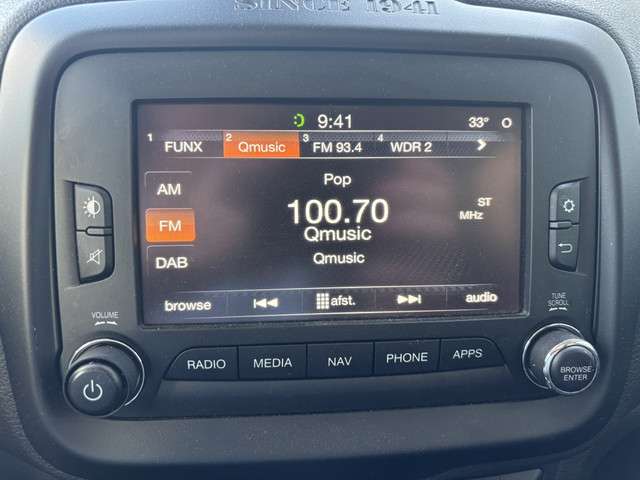 SINCE 1941
9:41
33° O
1 FUNX 2 Qmusic 3 FM 93.4 4 WDR 2
AM
FM
DAB
Pop
100.70
ST
MHz
Qmusic
Qmusic
browse afst. audio
VOLUME
TUNE
SCROLL
RADIO MEDIA NAV PHONE APPS
BROWSE
ENTER